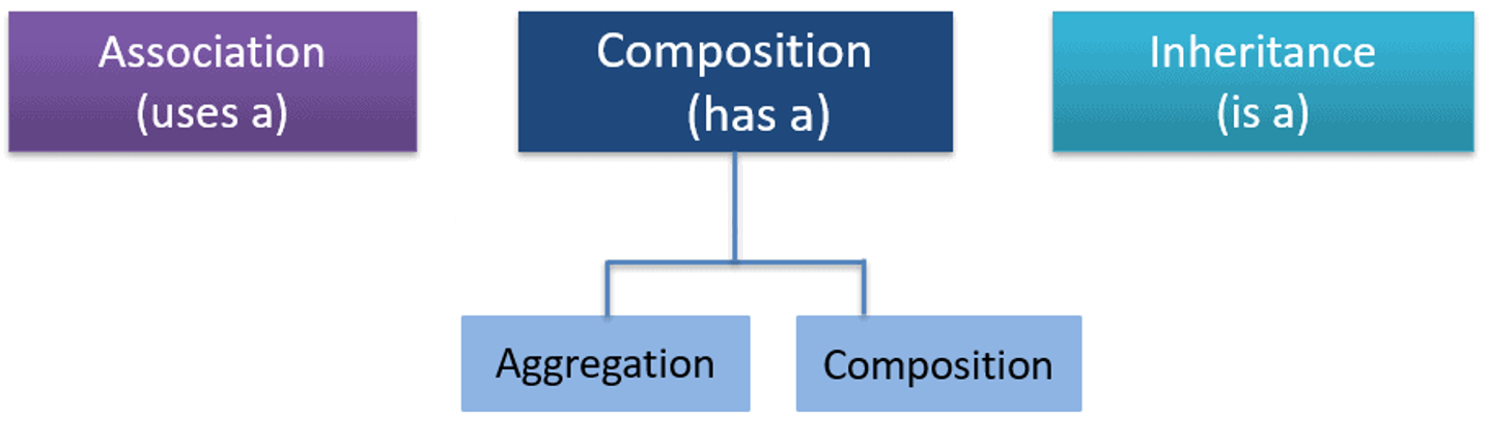 Association
(uses a)
Composition
(has a)
Inheritance
(is a)
Aggregation
Composition